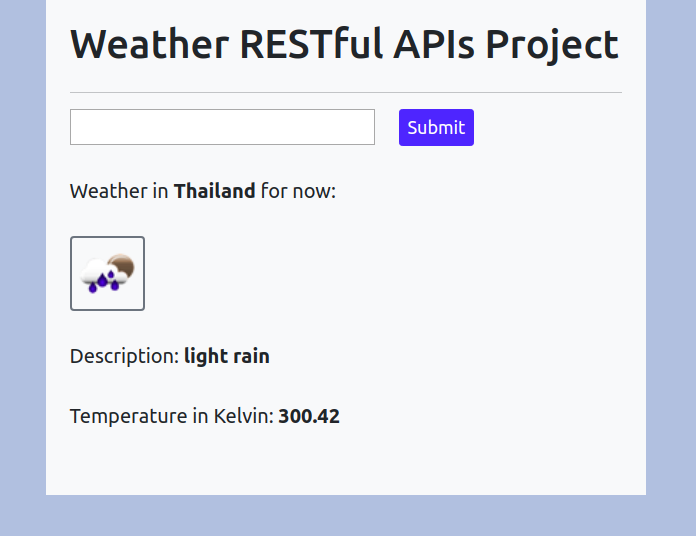 Weather RESTful APIs Project
Submit
Weather in Thailand for now:
Description: light rain
Temperature in Kelvin: 300.42